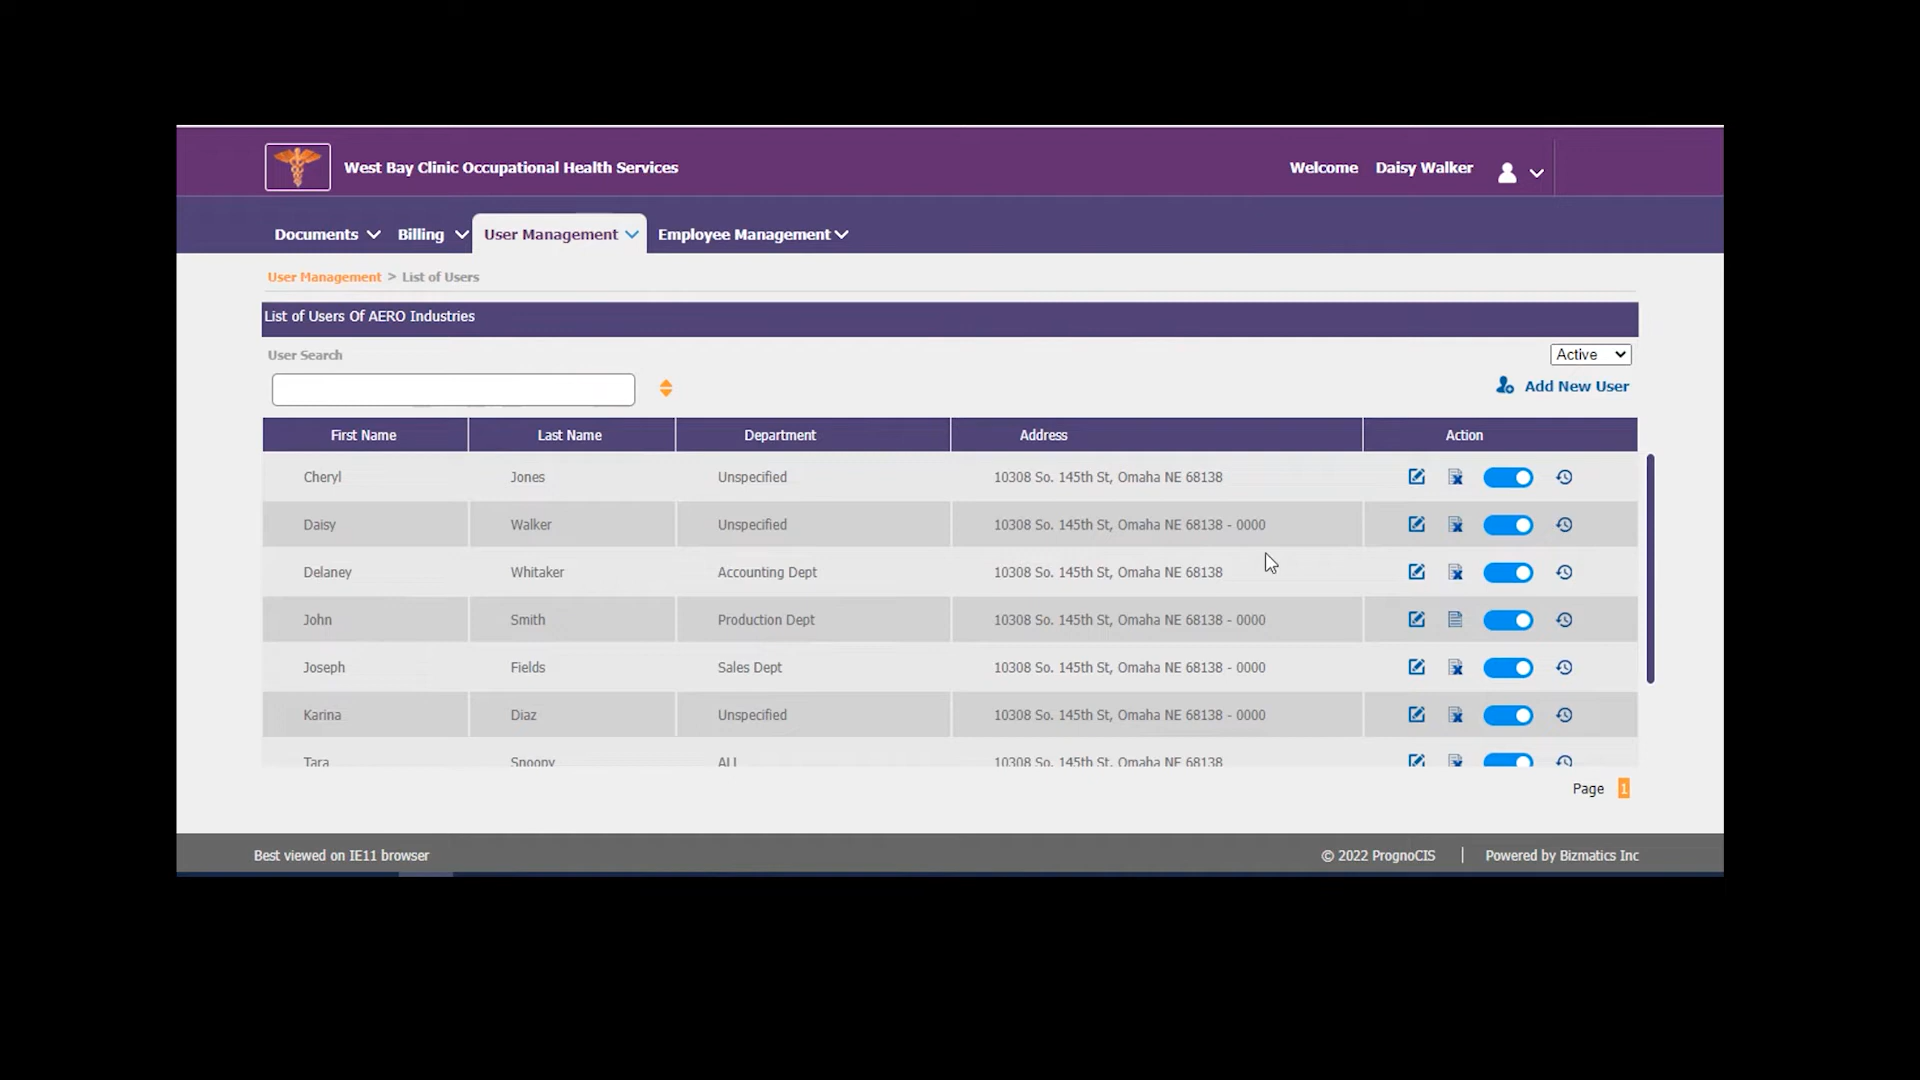 West Bay Clinic Occupational Health Services
Welcome Daisy Walker
Documents Billing User Management Employee Management
User Management > List of Users
List of Users Of AERO Industries
User Search
Active
Add New User
First Name Last Name Department Address Action
Cheryl Jones Unspecified 10308 So. 145th St, Omaha NE 68138
Daisy Walker Unspecified 10308 So. 145th St, Omaha NE 68138 - 0000
Delaney Whitaker Accounting Dept 10308 So. 145th St, Omaha NE 68138
John Smith Production Dept 10308 So. 145th St, Omaha NE 68138 - 0000
Joseph Fields Sales Dept 10308 So. 145th St, Omaha NE 68138 - 0000
Karina Diaz Unspecified 10308 So. 145th St, Omaha NE 68138 - 0000
Tara Snoopy ALL 10308 So. 145th St, Omaha NE 68138
Page 1
Best viewed on IE11 browser © 2022 PrognoCIS | Powered by Bizmatics Inc